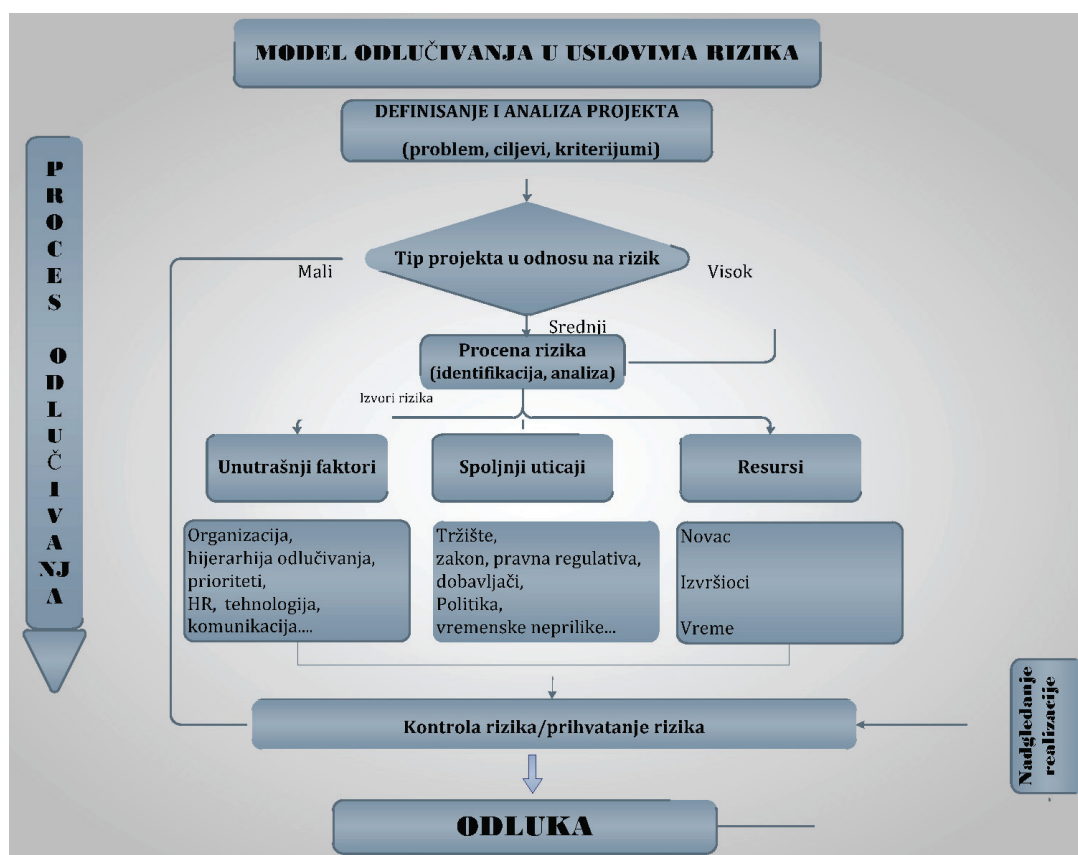 MODEL ODLUČIVANJA U USLOVIMA RIZIKA
DEFINISANJE I ANALIZA PROJEKTA
(problem, ciljevi, kriterijumi)
PROCES ODLUČIVANJA
Tip projekta u odnosu na rizik
Mali
Visok
Srednji
Procena rizika
(identifikacija, analiza)
Izvori rizika
Unutrašnji faktori
Spoljnji uticaji
Resursi
Organizacija,
hijerarhija odlučivanja,
prioriteti,
HR, tehnologija,
komunikacija....
Tržište,
zakon, pravna regulativa,
dobavljači,
Politika,
vremenske neprilike...
Novac
Izvršioci
Vreme
Kontrola rizika/prihvatanje rizika
Nadgledanje
realizacije
ODLUKA